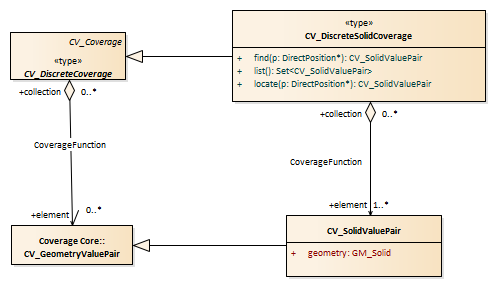 CV_Coverage
«type»
CV_DiscreteCoverage
«type»
CV_DiscreteSolidCoverage
+ find(p: DirectPosition*): CV_SolidValuePair
+ list(): Set<CV_SolidValuePair>
+ locate(p: DirectPosition*): CV_SolidValuePair
+collection 0..*
CoverageFunction
+element 0..*
+collection 0..*
CoverageFunction
+element 1..*
Coverage Core::
CV_GeometryValuePair
CV_SolidValuePair
+ geometry: GM_Solid